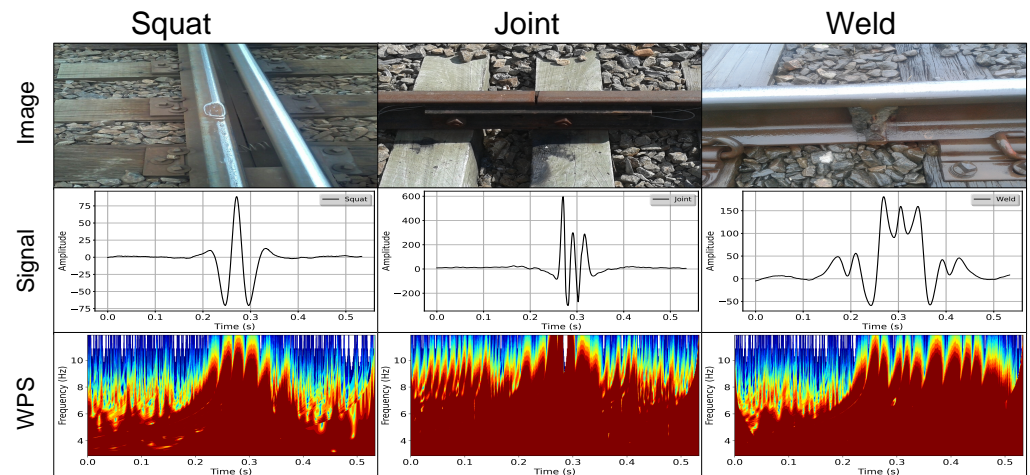 Squat Joint Weld
Image
Signal
Amplitude
75
50
25
0
−25
−50
−75
Squat
0.0 0.1 0.2 0.3 0.4 0.5
Time (s)
Amplitude
600
400
200
0
−200
Joint
0.0 0.1 0.2 0.3 0.4 0.5
Time (s)
Amplitude
150
100
50
0
−50
Weld
0.0 0.1 0.2 0.3 0.4 0.5
Time (s)
WPS
Frequency (Hz)
10
8
6
4
0.0 0.1 0.2 0.3 0.4 0.5
Time (s)
Frequency (Hz)
10
8
6
4
0.0 0.1 0.2 0.3 0.4 0.5
Time (s)
Frequency (Hz)
10
8
6
4
0.0 0.1 0.2 0.3 0.4 0.5
Time (s)